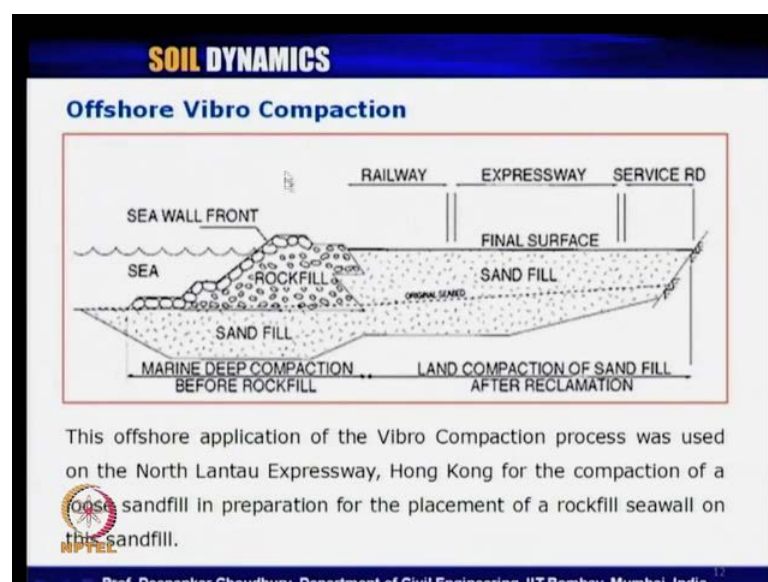 SOIL DYNAMICS
Offshore Vibro Compaction
RAILWAY EXPRESSWAY SERVICE RD
SEA WALL FRONT
FINAL SURFACE
SEA
ROCKFILL
SAND FILL
ORIGINAL SEABED
SAND FILL
MARINE DEEP COMPACTION
BEFORE ROCKFILL
LAND COMPACTION OF SAND FILL
AFTER RECLAMATION
This offshore application of the Vibro Compaction process was used
on the North Lantau Expressway, Hong Kong for the compaction of a
loose sandfill in preparation for the placement of a rockfill seawall on
this sandfill.
NPTEL
12
Prof. Deepankar Choudhury, Department of Civil Engineering, IIT Bombay, Mumbai, India